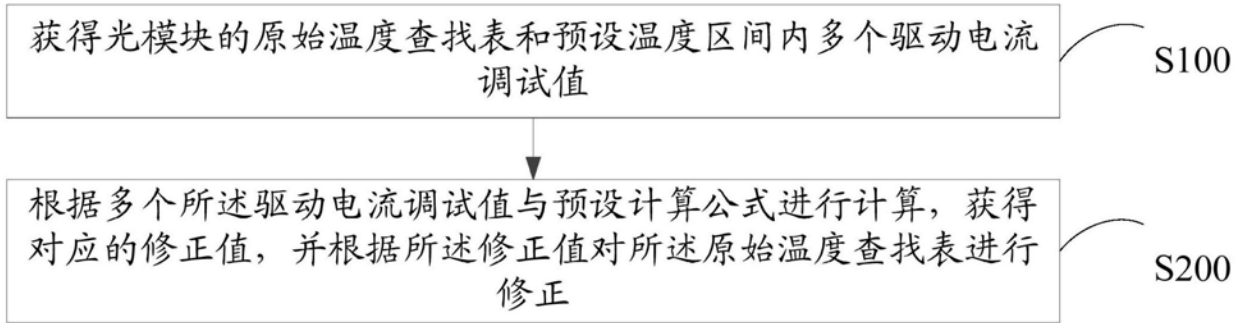 获得光模块的原始温度查找表和预设温度区间内多个驱动电流
调试值
S100
根据多个所述驱动电流调试值与预设计算公式进行计算，获得
对应的修正值，并根据所述修正值对所述原始温度查找表进行
修正
S200